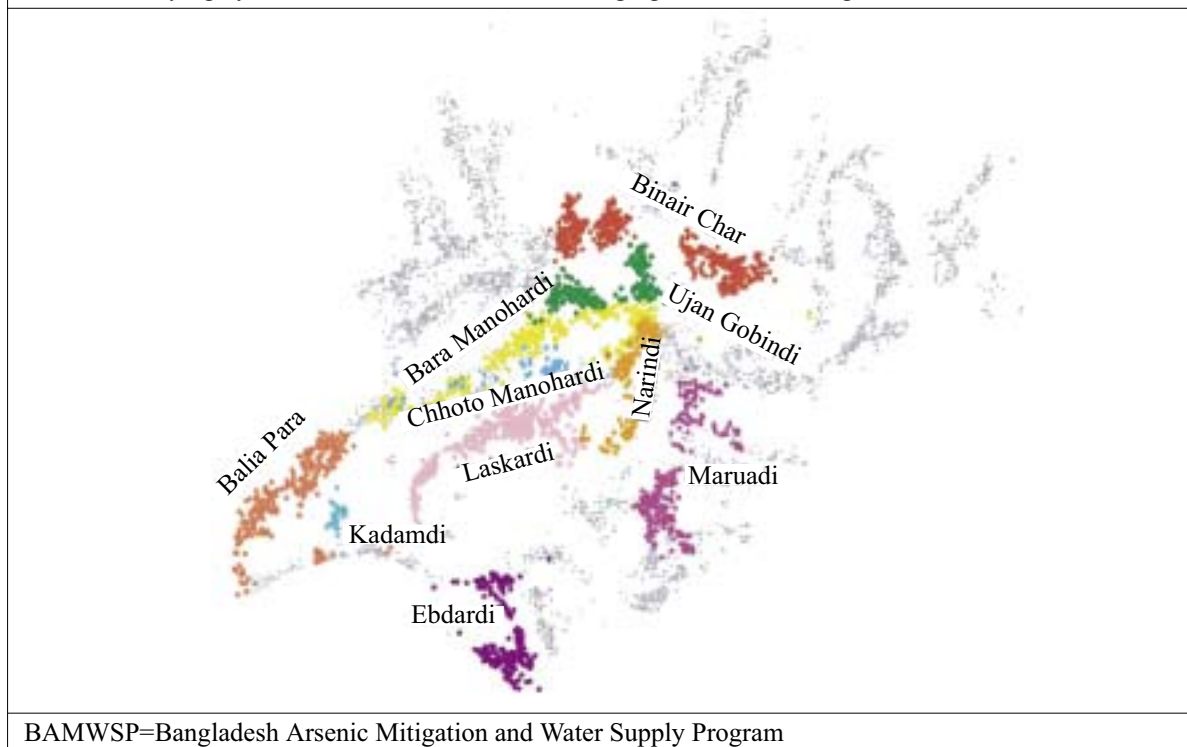 Binair Char
Bara Manohardi
Ujan Gobindi
Chhoto Manohardi
Narindi
Balia Para
Laskardi
Maruadi
Kadamdi
Ebdardi
BAMWSP=Bangladesh Arsenic Mitigation and Water Supply Program